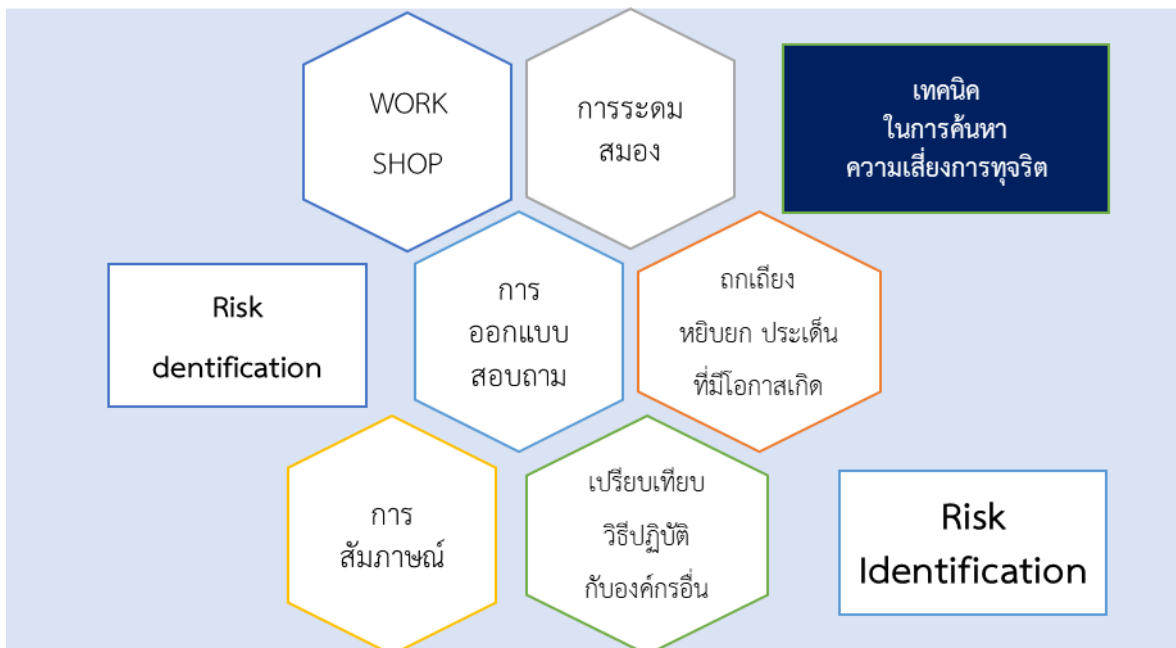 WORK
SHOP
การระดม
สมอง
เทคนิค
ในการค้นหา
ความเสี่ยงการทุจริต
Risk
dentification
การ
ออกแบบ
สอบถาม
ถกเถียง
หยิบยก ประเด็น
ที่มีโอกาสเกิด
การ
สัมภาษณ์
เปรียบเทียบ
วิธีปฏิบัติ
กับองค์กรอื่น
Risk
Identification